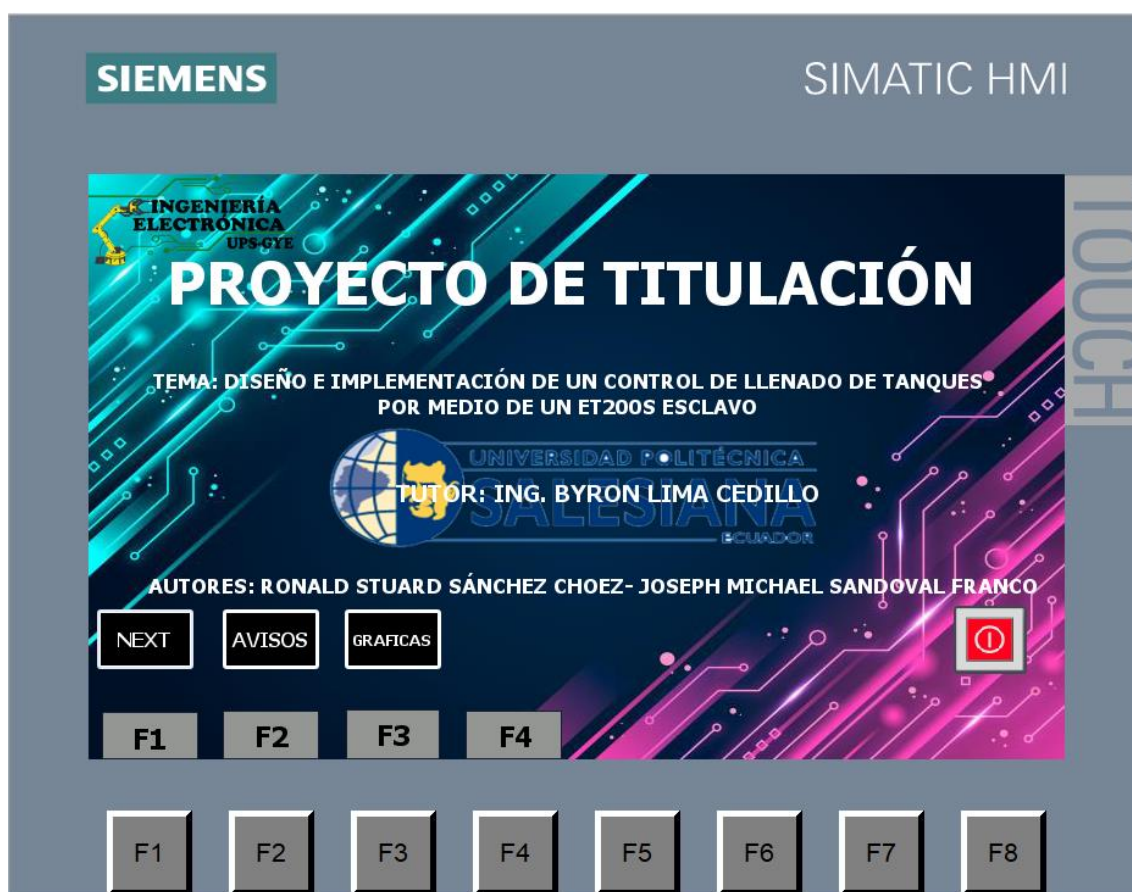 SIEMENS
SIMATIC HMI
TOUCH
INGENIERÍA
ELECTRÓNICA
UPS-GYE
PROYECTO DE TITULACIÓN
TEMA: DISEÑO E IMPLEMENTACIÓN DE UN CONTROL DE LLENADO DE TANQUES
POR MEDIO DE UN ET200S ESCLAVO
UNIVERSIDAD POLITÉCNICA
TUTOR: ING. BYRON LIMA CEDILLO
SALESIANA
ECUADOR
AUTORES: RONALD STUARD SÁNCHEZ CHOEZ- JOSEPH MICHAEL SANDOVAL FRANCO
NEXT AVISOS GRAFICAS
F1 F2 F3 F4
F1 F2 F3 F4 F5 F6 F7 F8